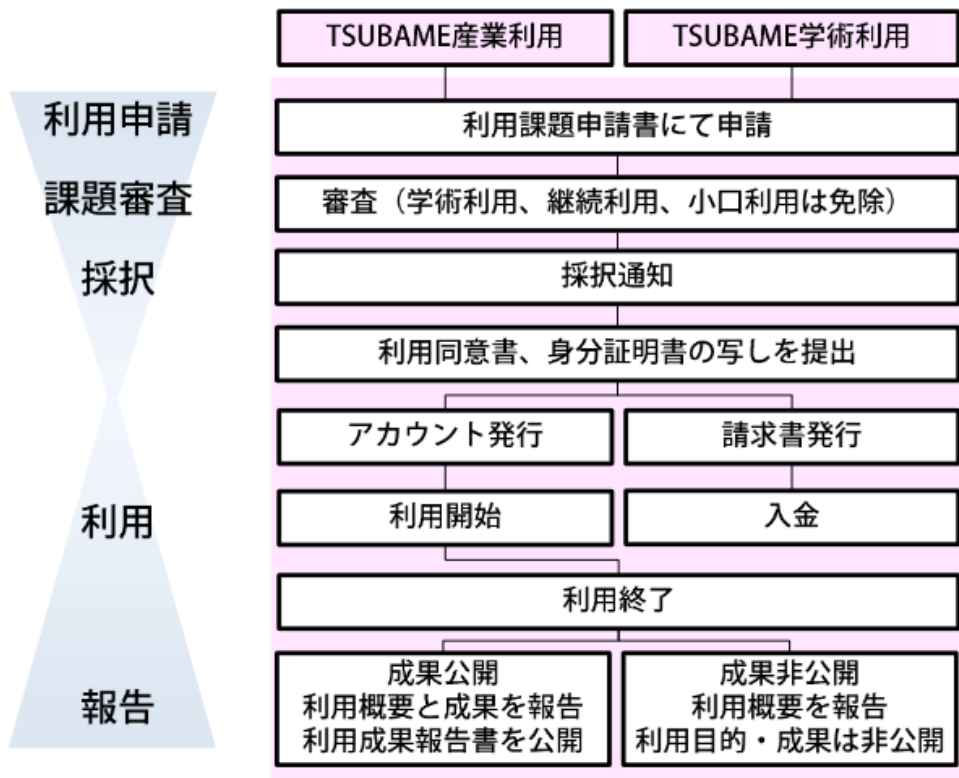 TSUBAME産業利用
TSUBAME学術利用
利用申請
利用課題申請書にて申請
課題審査
審査（学術利用、継続利用、小口利用は免除）
採択
採択通知
利用同意書、身分証明書の写しを提出
アカウント発行
請求書発行
利用
利用開始
入金
利用終了
報告
成果公開
利用概要と成果を報告
利用成果報告書を公開
成果非公開
利用概要を報告
利用目的・成果は非公開